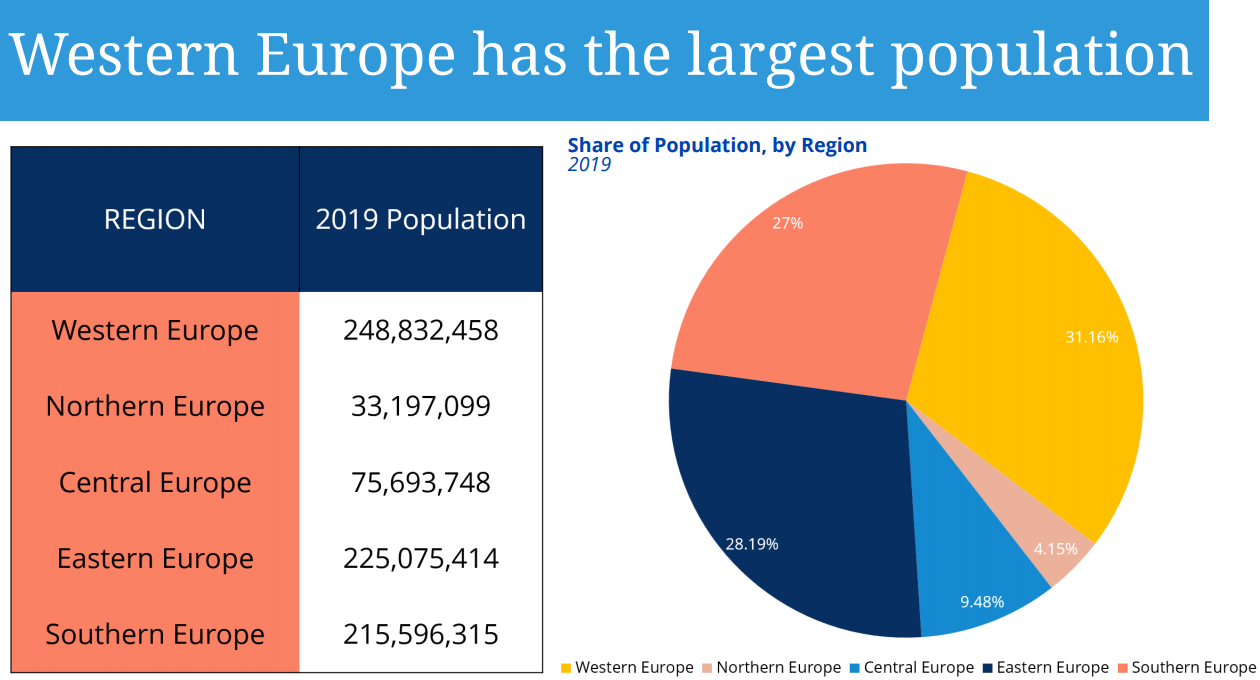 Western Europe has the largest population
REGION 2019 Population
Western Europe 248,832,458
Northern Europe 33,197,099
Central Europe 75,693,748
Eastern Europe 225,075,414
Southern Europe 215,596,315
Share of Population, by Region
2019
27%
31.16%
28.19%
4.15%
9.48%
Western Europe Northern Europe Central Europe Eastern Europe Southern Europe